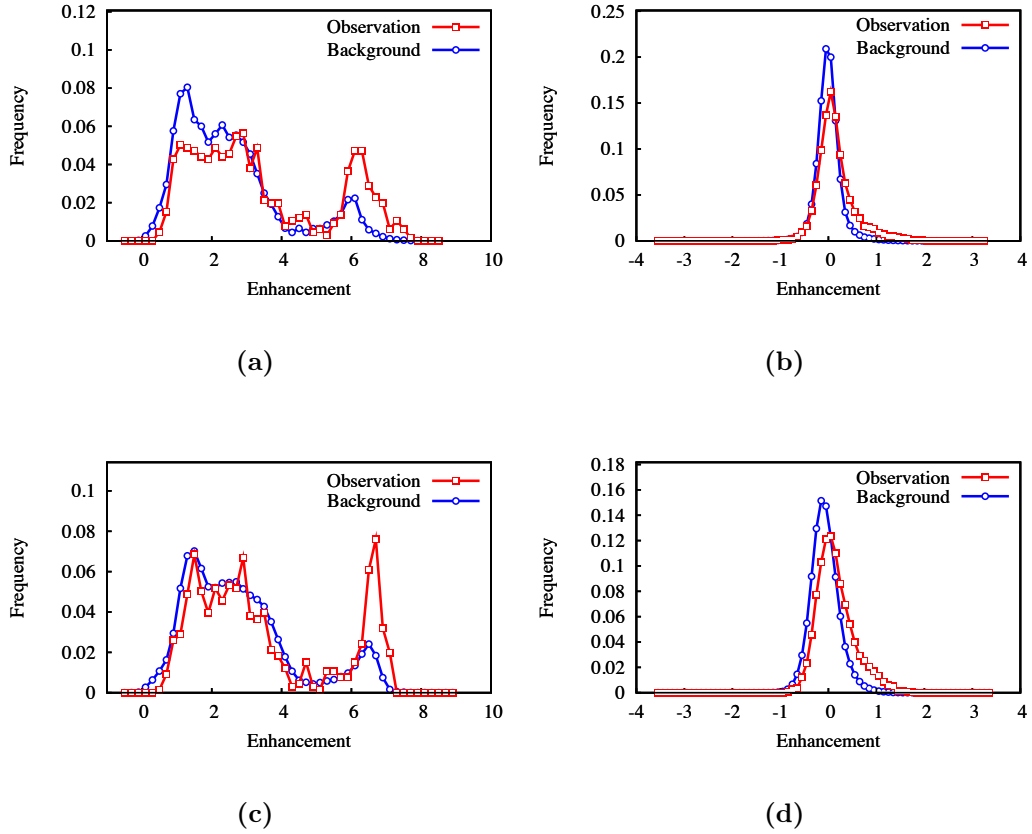 0.12
0.1
0.08
0.06
0.04
0.02
0
Frequency
Observation
Background
0 2 4 6 8 10
Enhancement
(a)
0.25
0.2
0.15
0.1
0.05
0
Frequency
Observation
Background
-4 -3 -2 -1 0 1 2 3 4
Enhancement
(b)
0.1
0.08
0.06
0.04
0.02
0
Frequency
Observation
Background
0 2 4 6 8 10
Enhancement
(c)
0.18
0.16
0.14
0.12
0.1
0.08
0.06
0.04
0.02
0
Frequency
Observation
Background
-4 -3 -2 -1 0 1 2 3 4
Enhancement
(d)